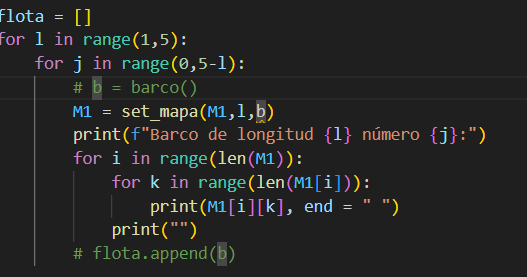 flota = []
for l in range(1,5):
    for j in range(0,5-l):
        # b = barco()
        M1 = set_mapa(M1,l,b)
        print(f"Barco de longitud {l} número {j}:")
        for i in range(len(M1)):
            for k in range(len(M1[i])):
                print(M1[i][k], end = " ")
            print("")
        # flota.append(b)